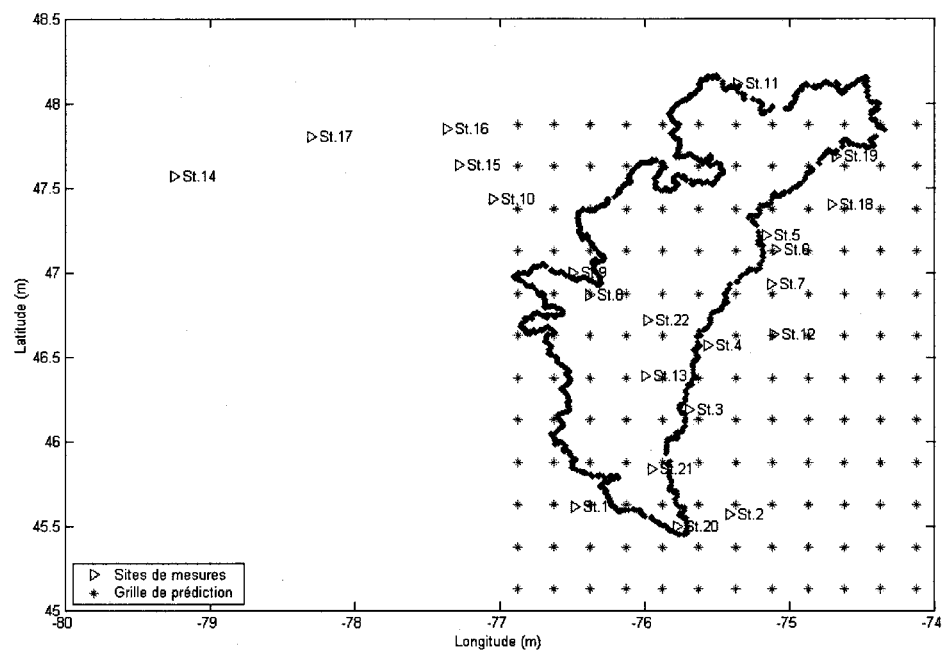 48.5
48
47.5
47
46.5
46
45.5
45
Latitude (m)
St.11
St.16
St.17
St.15
St.19
St.14
St.10
St.18
St.5
St.6
St.9
St.7
St.8
St.22
St.12
St.4
St.13
St.3
St.21
St.1
St.2
St.20
Sites de mesures
Grille de prédiction
-80
-79
-78
-77
-76
-75
-74
Longitude (m)